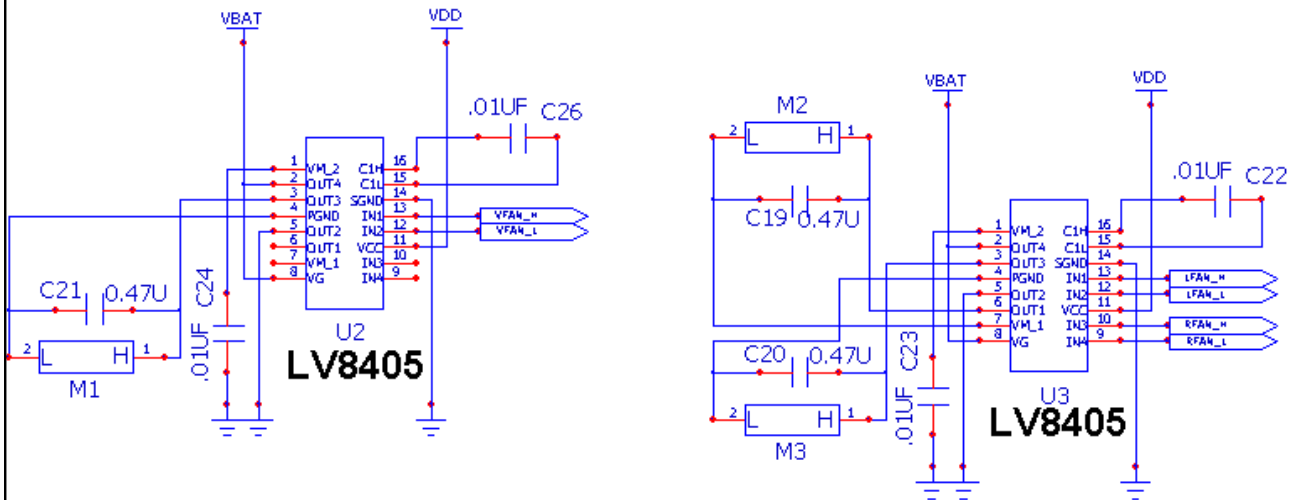 VBAT
VDD
.01UF C26
1 VM_2 C1H 16
2 OUT4 C1L 15
3 OUT3 SGND 14
4 PGND IN1 13
5 OUT2 IN2 12
6 OUT1 VCC 11
7 VM_1 IN3 10
8 VG IN4 9
VFAN_H
VFAN_L
C21 0.47U
C24
.01UF
2 L H 1
M1
U2
LV8405
VBAT
VDD
M2
2 L H 1
C19 0.47U
.01UF C22
1 VM_2 C1H 16
2 OUT4 C1L 15
3 OUT3 SGND 14
4 PGND IN1 13
5 OUT2 IN2 12
6 OUT1 VCC 11
7 VM_1 IN3 10
8 VG IN4 9
LFAN_H
LFAN_L
RFAN_H
RFAN_L
C20 0.47U
C23
.01UF
2 L H 1
M3
U3
LV8405